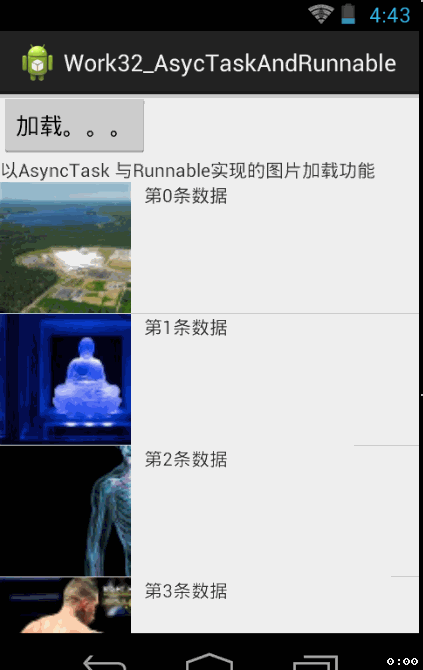 4:43
Work32_AsycTaskAndRunnable
加载。。。
以AsyncTask 与Runnable实现的图片加载功能
第0条数据
第1条数据
第2条数据
第3条数据
0:00